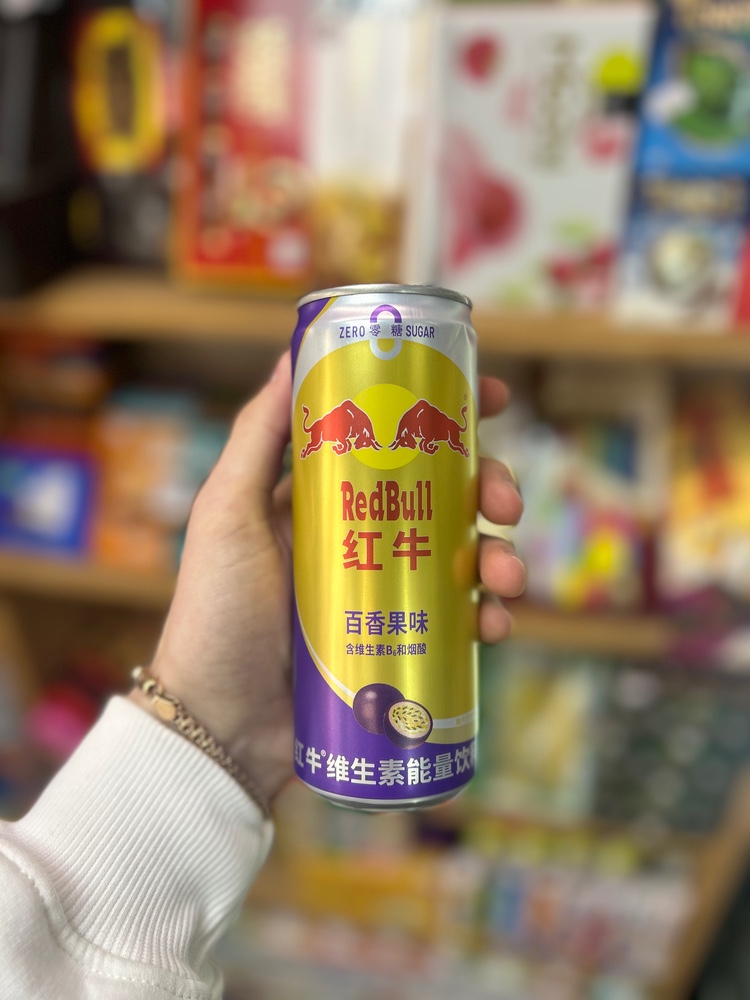 ZERO 零 糖 SUGAR
RedBull
红牛
百香果味
含维生素B₆和烟酸
红牛®维生素能量饮料